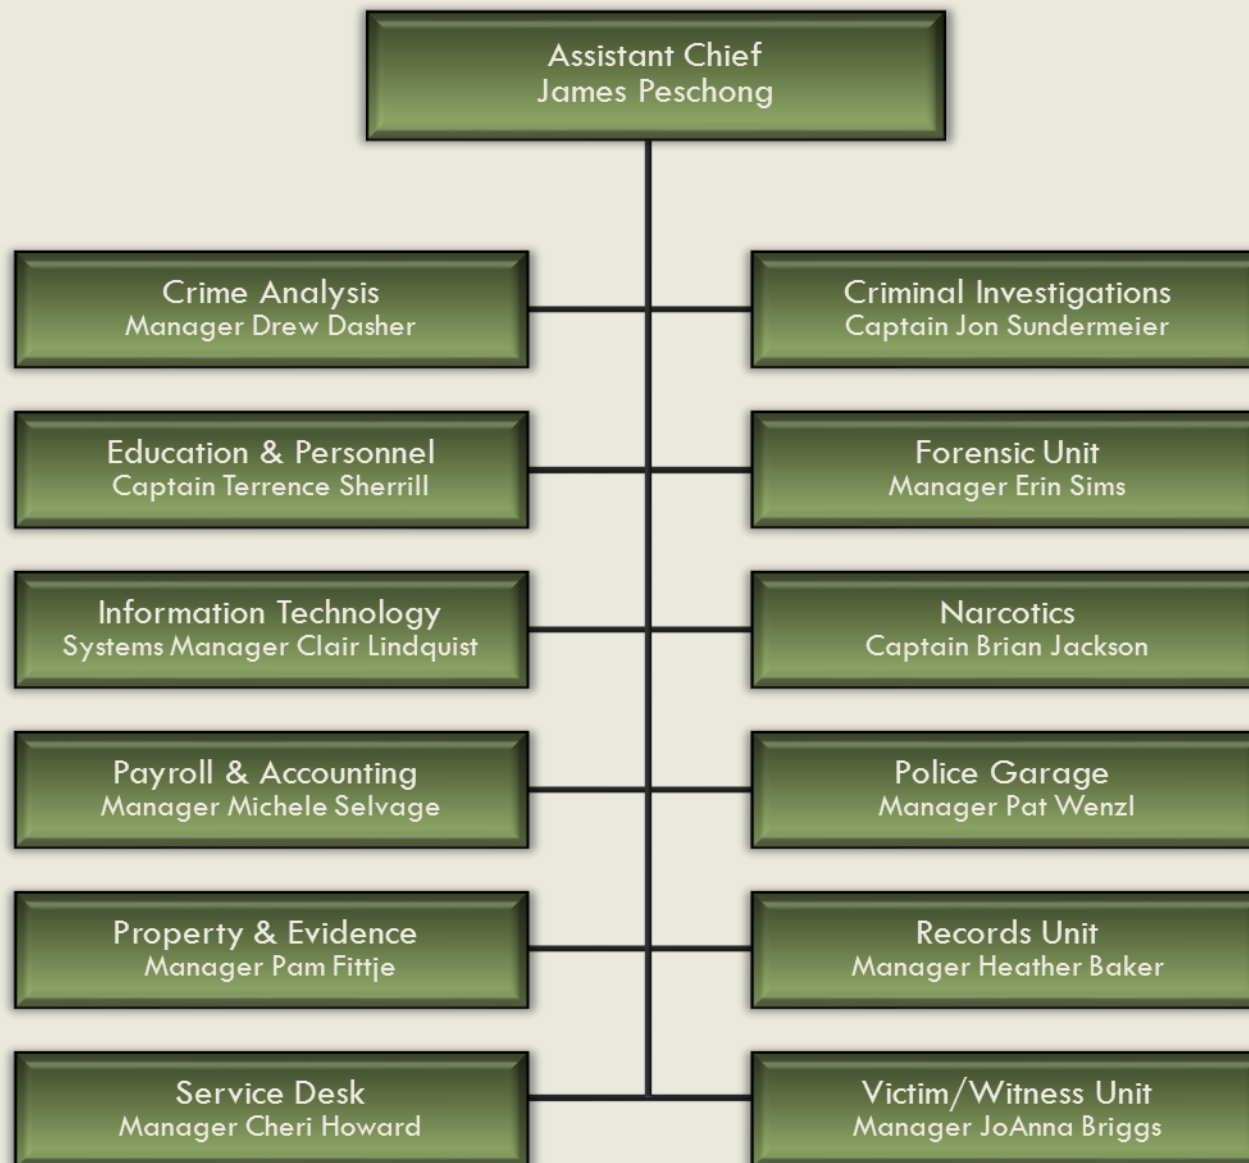 Assistant Chief
James Peschong
Crime Analysis
Manager Drew Dasher
Criminal Investigations
Captain Jon Sundermeier
Education & Personnel
Captain Terrence Sherrill
Forensic Unit
Manager Erin Sims
Information Technology
Systems Manager Clair Lindquist
Narcotics
Captain Brian Jackson
Payroll & Accounting
Manager Michele Selvage
Police Garage
Manager Pat Wenzl
Property & Evidence
Manager Pam Fittje
Records Unit
Manager Heather Baker
Service Desk
Manager Cheri Howard
Victim/Witness Unit
Manager JoAnna Briggs